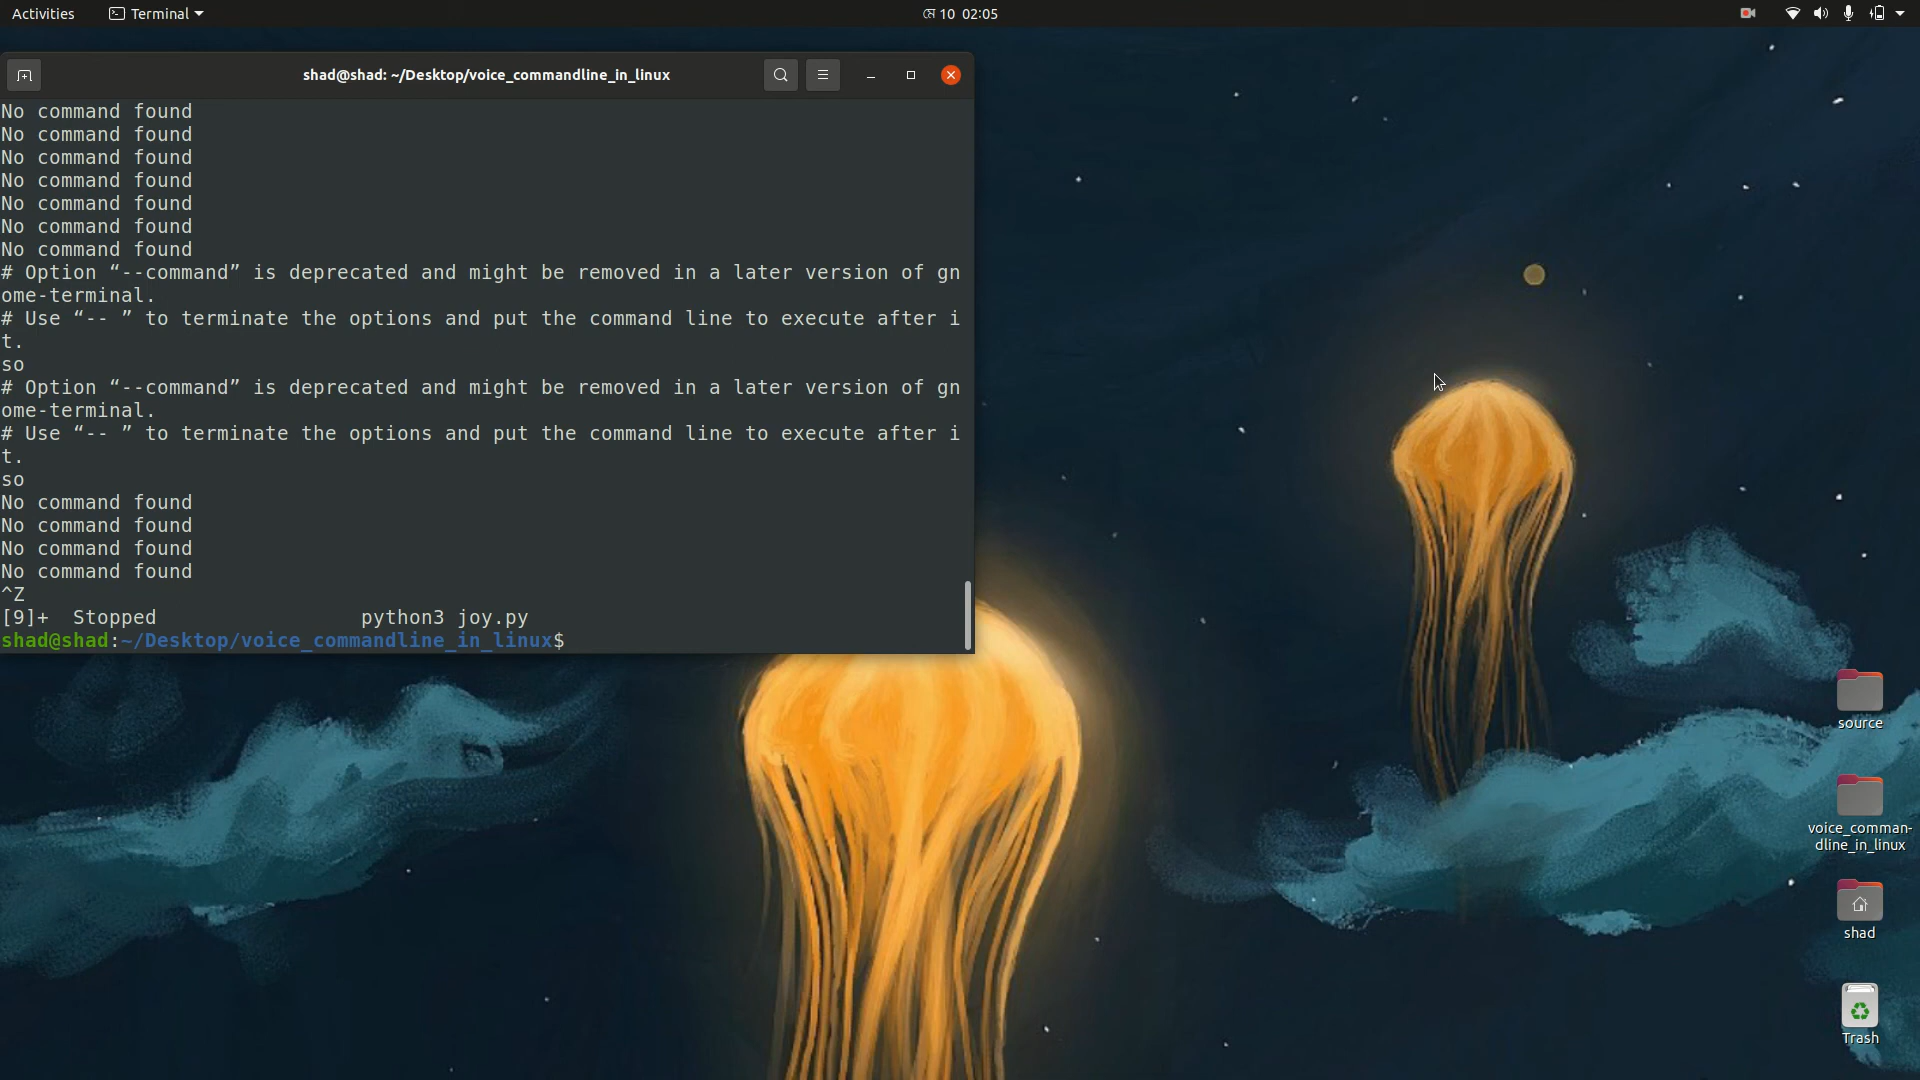 Activities
Terminal
মে 10 02:05
shad@shad: ~/Desktop/voice_commandline_in_linux
No command found
No command found
No command found
No command found
No command found
No command found
No command found
# Option “--command” is deprecated and might be removed in a later version of gn
ome-terminal.
# Use “-- ” to terminate the options and put the command line to execute after i
t.
so
# Option “--command” is deprecated and might be removed in a later version of gn
ome-terminal.
# Use “-- ” to terminate the options and put the command line to execute after i
t.
so
No command found
No command found
No command found
No command found
^Z
[9]+  Stopped                 python3 joy.py
shad@shad:~/Desktop/voice_commandline_in_linux$
source
voice_comman-
dline_in_linux
shad
Trash